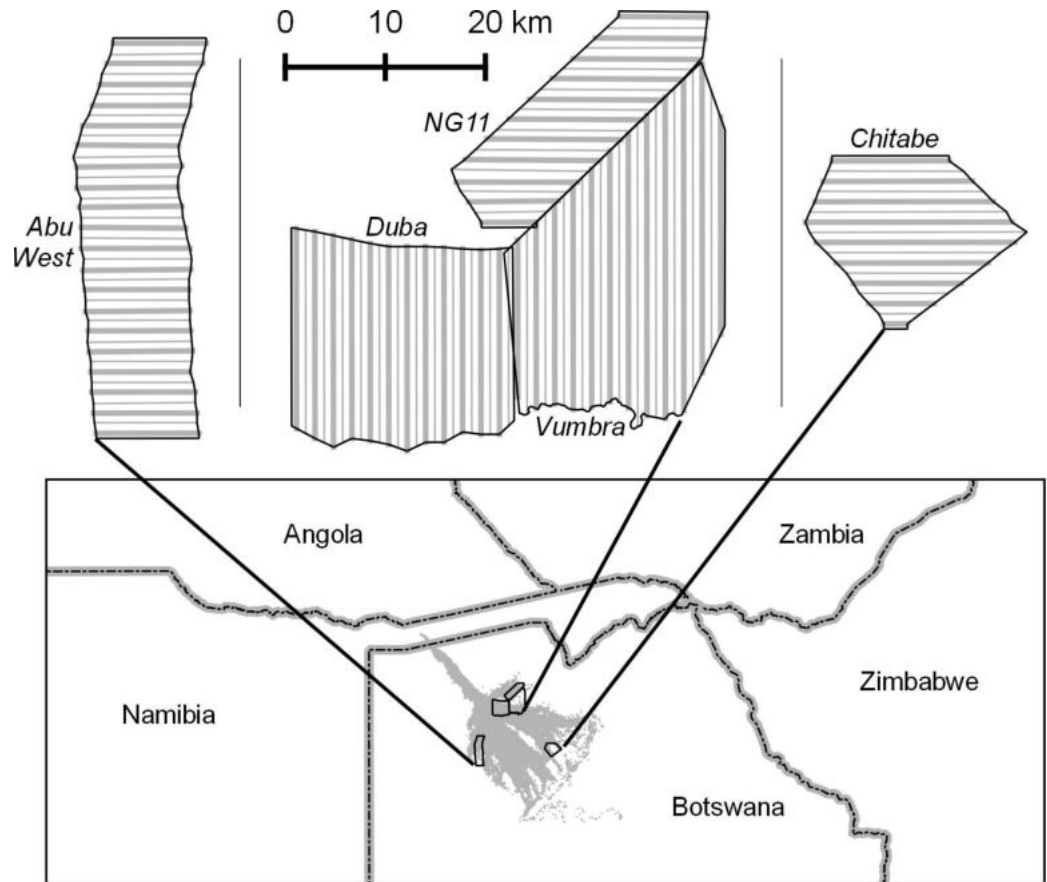 0 10 20 km
NG11
Chitabe
Abu
West
Duba
Vumbra
Angola
Zambia
Namibia
Zimbabwe
Botswana